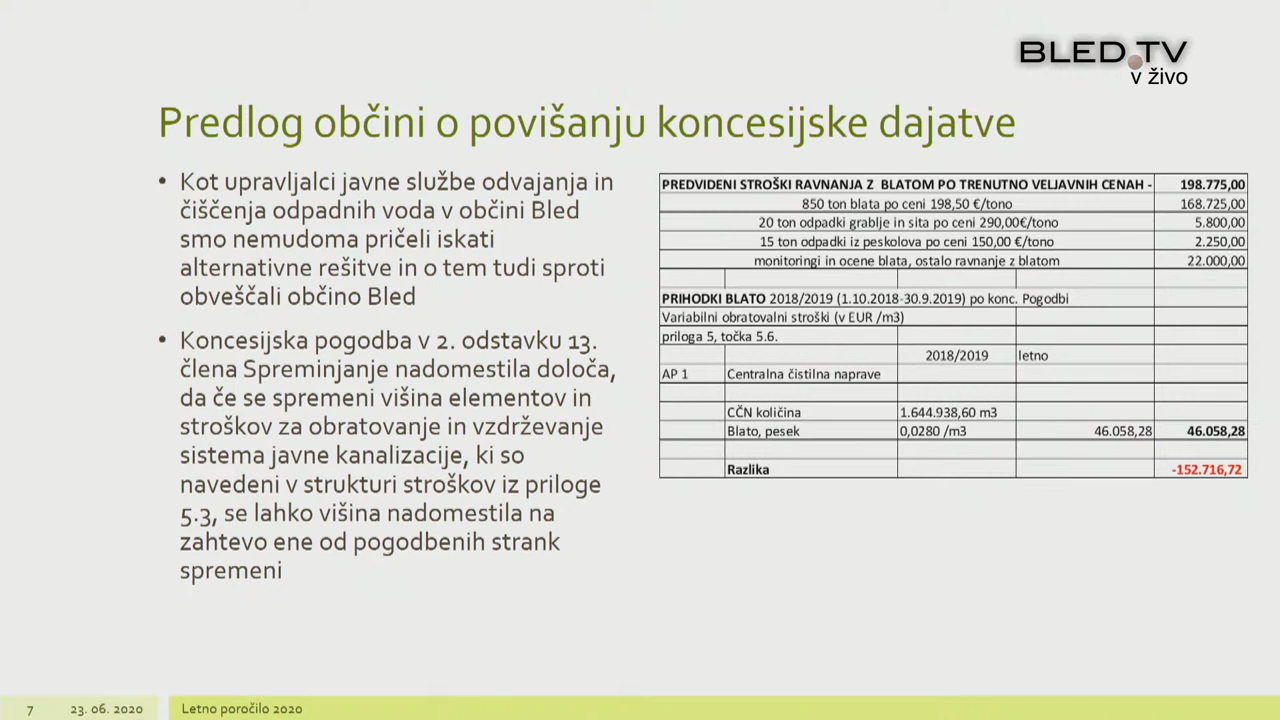 BLED.TV
v živo
Predlog občini o povišanju koncesijske dajatve
• Kot upravljalci javne službe odvajanja in
čiščenja odpadnih voda v občini Bled
smo nemudoma pričeli iskati
alternativne rešitve in o tem tudi sproti
obveščali občino Bled
• Koncesijska pogodba v 2. odstavku 13.
člena Spreminjanje nadomestila določa,
da če se spremeni višina elementov in
stroškov za obratovanje in vzdrževanje
sistema javne kanalizacije, ki so
navedeni v strukturi stroškov iz priloge
5.3, se lahko višina nadomestila na
zahtevo ene od pogodbenih strank
spremeni
PREDVIDENI STROŠKI RAVNANJA Z BLATOM PO TRENUTNO VELJAVNIH CENAH - 198.775,00
850 ton blata po ceni 198,50 €/tono 168.725,00
20 ton odpadki grablje in sita po ceni 290,00€/tono 5.800,00
15 ton odpadki iz peskolova po ceni 150,00 €/tono 2.250,00
monitoringi in ocene blata, ostalo ravnanje z blatom 22.000,00
PRIHODKI BLATO 2018/2019 (1.10.2018-30.9.2019) po konc. Pogodbi
Variabilni obratovalni stroški (v EUR /m3)
priloga 5, točka 5.6.
2018/2019 letno
AP 1 Centralna čistilna naprave
CČN količina 1.644.938,60 m3
Blato, pesek 0,0280 /m3 46.058,28 46.058,28
Razlika -152.716,72
7 23. 06. 2020 Letno poročilo 2020